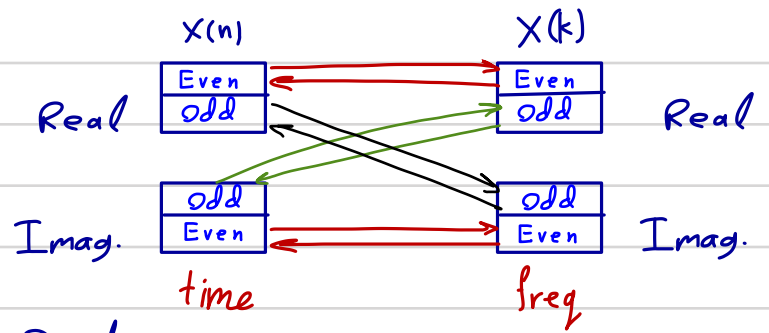 X(n) X(k)
Even Even
Real odd odd Real
odd odd
Imag. Even Even Imag.
time freq